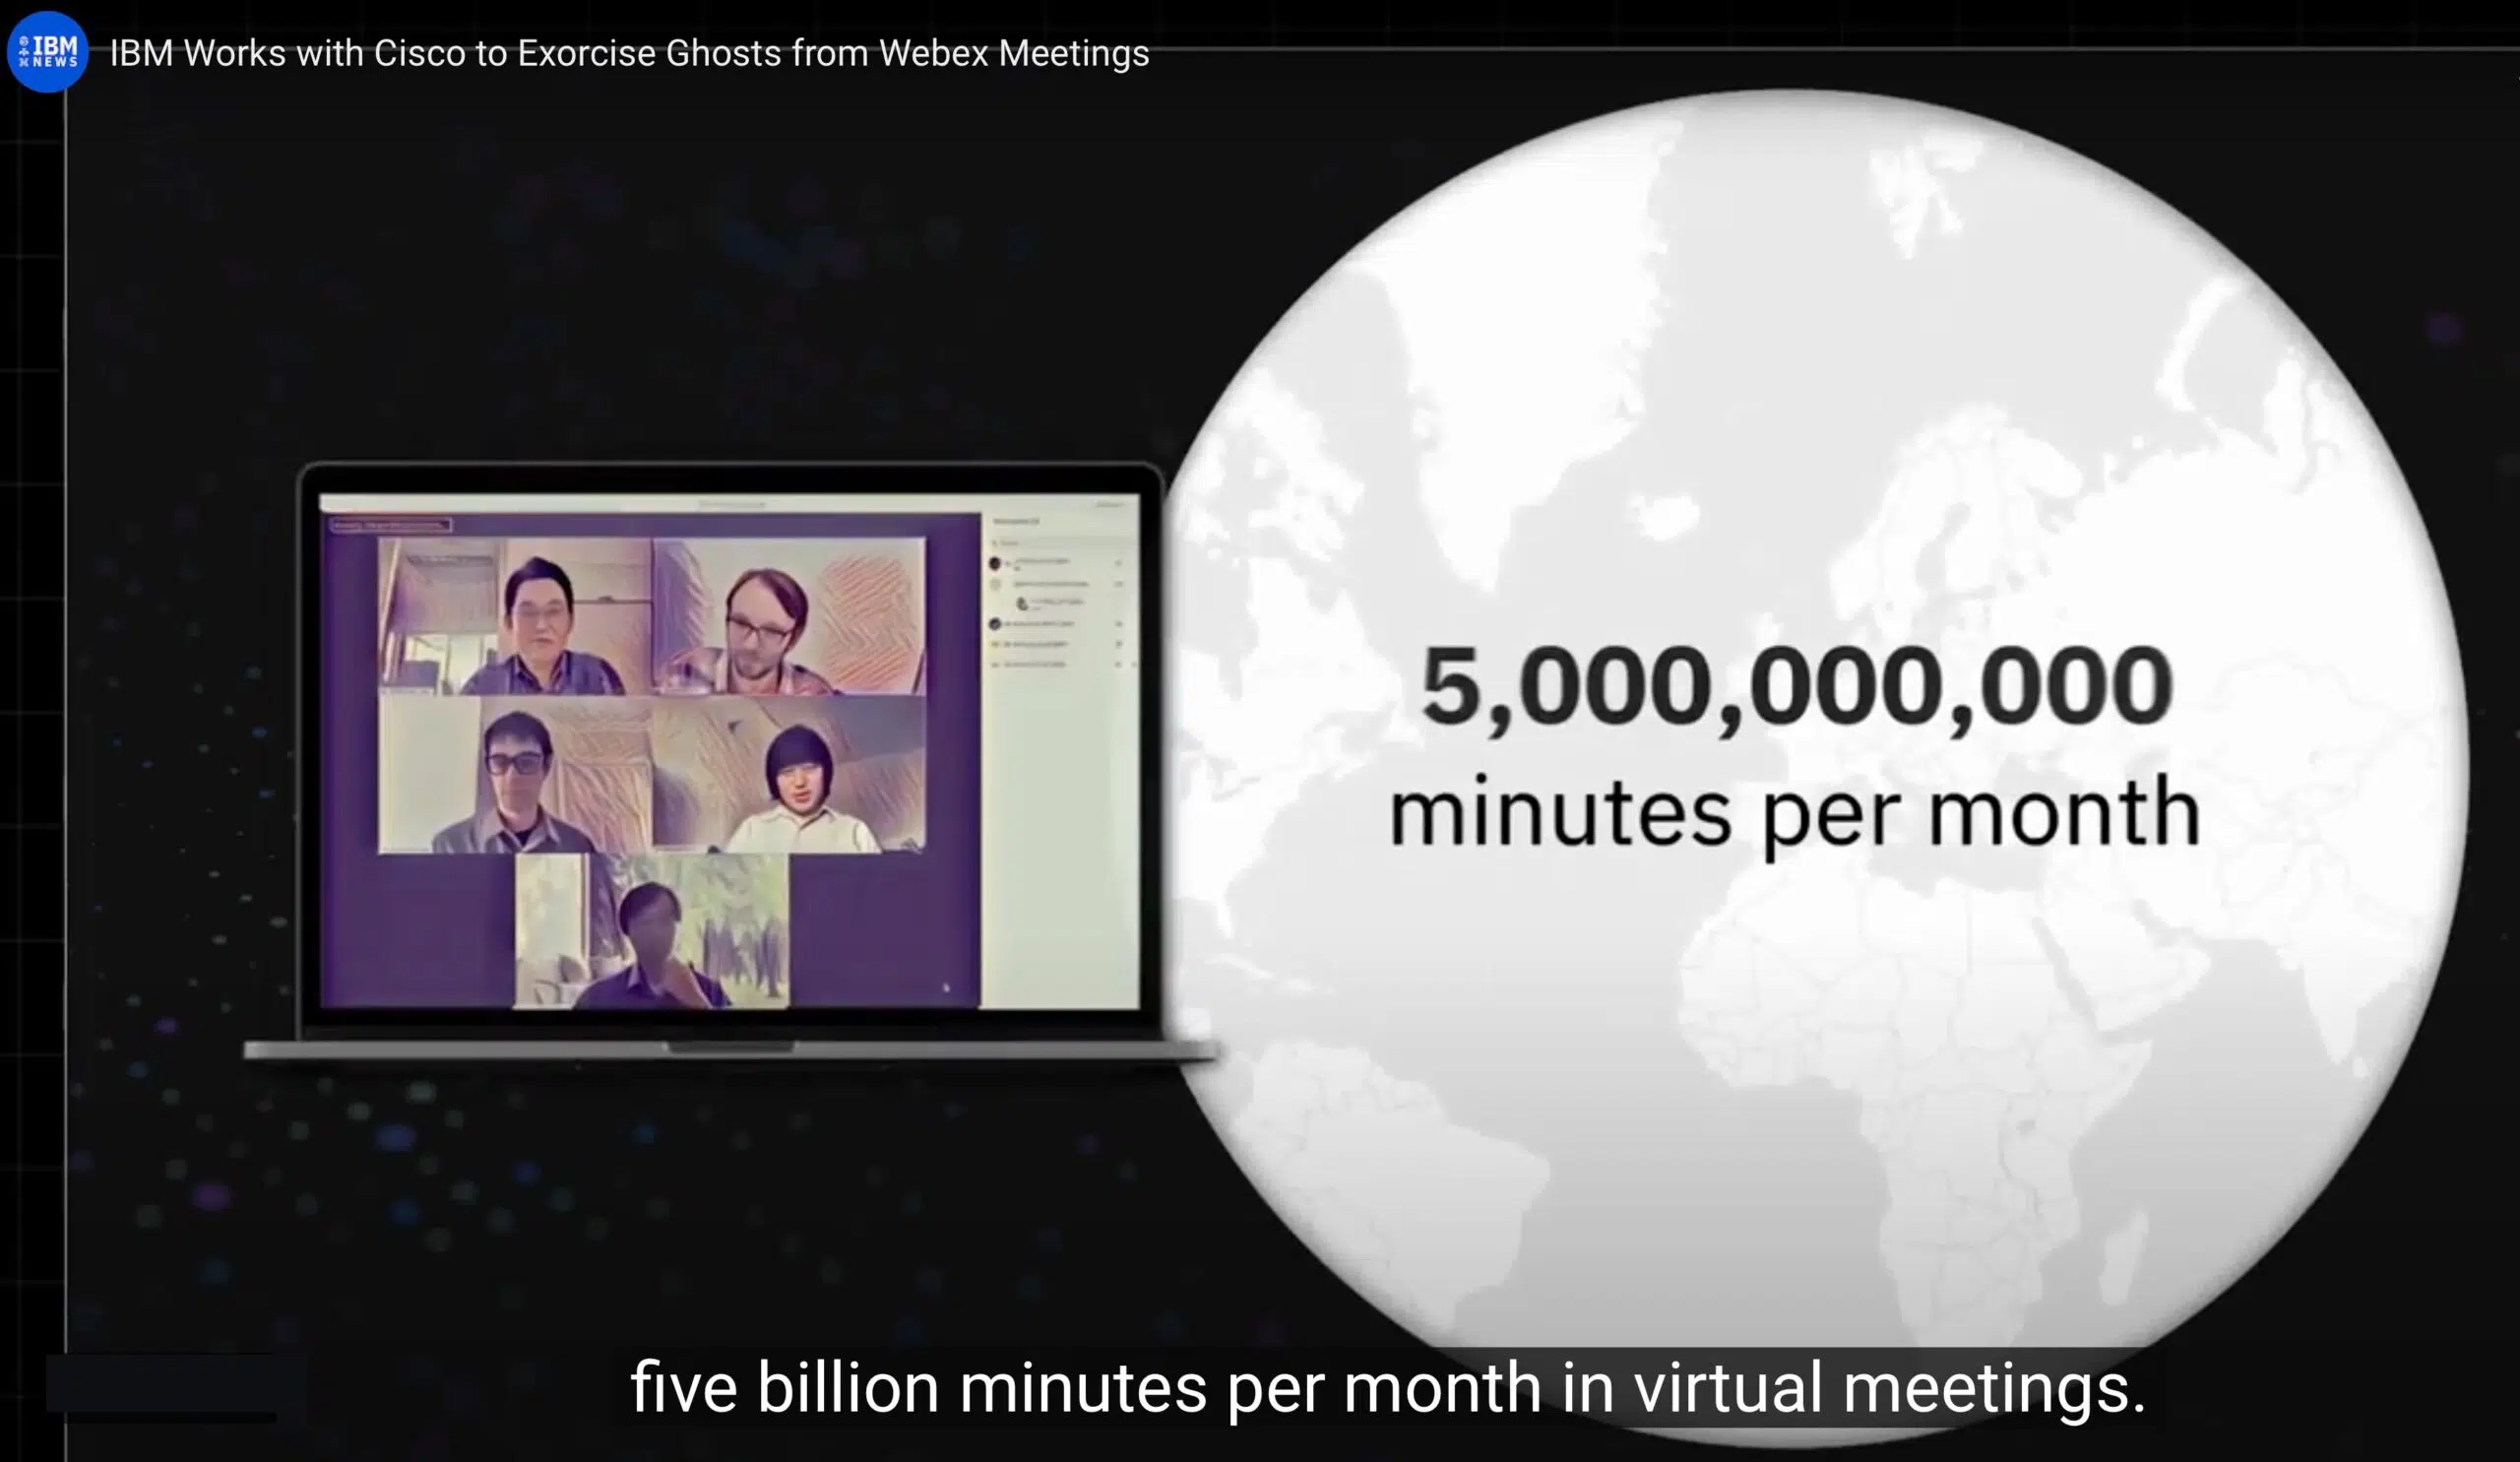 IBM
NEWS
IBM Works with Cisco to Exorcise Ghosts from Webex Meetings
5,000,000,000
minutes per month
five billion minutes per month in virtual meetings.